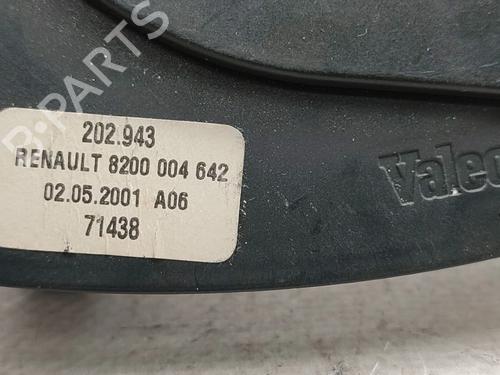 B-PARTS
202.943
RENAULT 8200 004 642
02.05.2001 A06
71438
Valeo